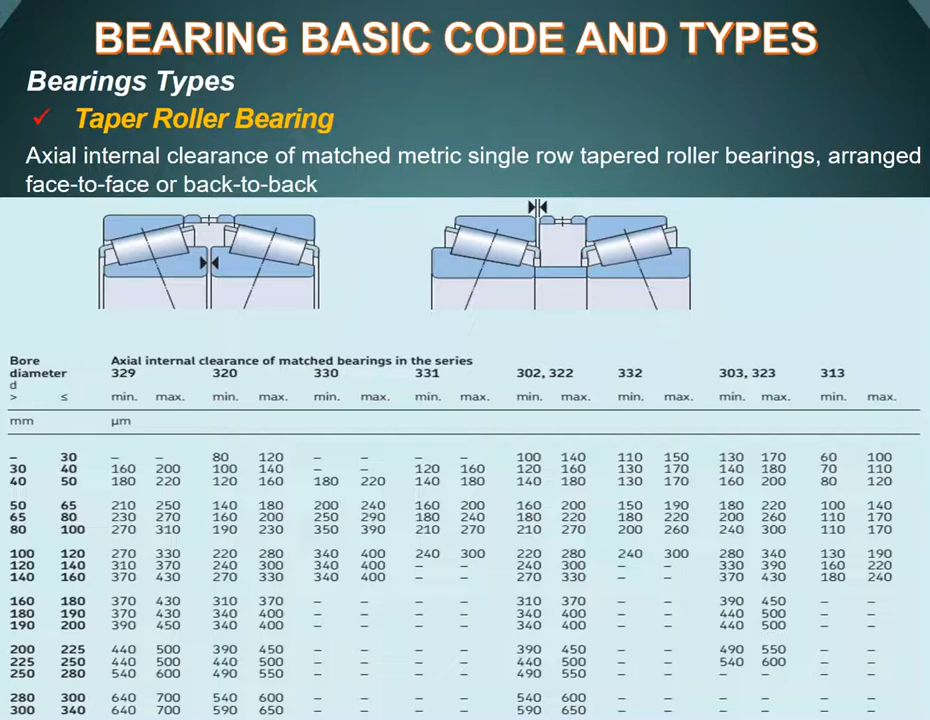 BEARING BASIC CODE AND TYPES
Bearings Types
✓ Taper Roller Bearing
Axial internal clearance of matched metric single row tapered roller bearings, arranged
face-to-face or back-to-back
Bore Axial internal clearance of matched bearings in the series
diameter 329 320 330 331 302, 322 332 303, 323 313
d
> ≤ min. max. min. max. min. max. min. max. min. max. min. max. min. max. min. max.
mm µm
– 30 – – 80 120 – – – – 100 140 110 150 130 170 60 100
30 40 160 200 100 140 – – 120 160 120 160 130 170 140 180 70 110
40 50 180 220 120 160 180 220 140 180 140 180 130 170 160 200 80 120
50 65 210 250 140 180 200 240 160 200 160 200 150 190 180 220 100 140
65 80 230 270 160 200 250 290 180 240 180 220 180 220 200 260 110 170
80 100 270 310 190 230 350 390 210 270 210 270 200 260 240 300 110 170
100 120 270 330 220 280 340 400 240 300 220 280 240 300 280 340 130 190
120 140 310 370 240 300 340 400 – – 240 300 – – 330 390 160 220
140 160 370 430 270 330 340 400 – – 270 330 – – 370 430 180 240
160 180 370 430 310 370 – – – – 310 370 – – 390 450 – –
180 190 370 430 340 400 – – – – 340 400 – – 440 500 – –
190 200 390 450 340 400 – – – – 340 400 – – 440 500 – –
200 225 440 500 390 450 – – – – 390 450 – – 490 550 – –
225 250 440 500 440 500 – – – – 440 500 – – 540 600 – –
250 280 540 600 490 550 – – – – 490 550 – – – – – –
280 300 640 700 540 600 – – – – 540 600 – – – – – –
300 340 640 700 590 650 – – – – 590 650 – – – – – –